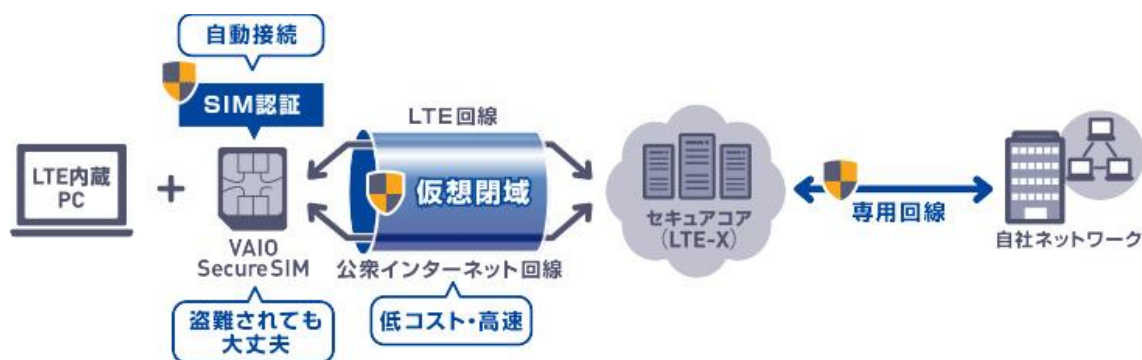 自動接続
SIM認証
LTE内蔵
PC
VAIO
SecureSIM
盗難されても
大丈夫
LTE回線
仮想閉域
公衆インターネット回線
低コスト・高速
セキュアコア
(LTE-X)
専用回線
自社ネットワーク